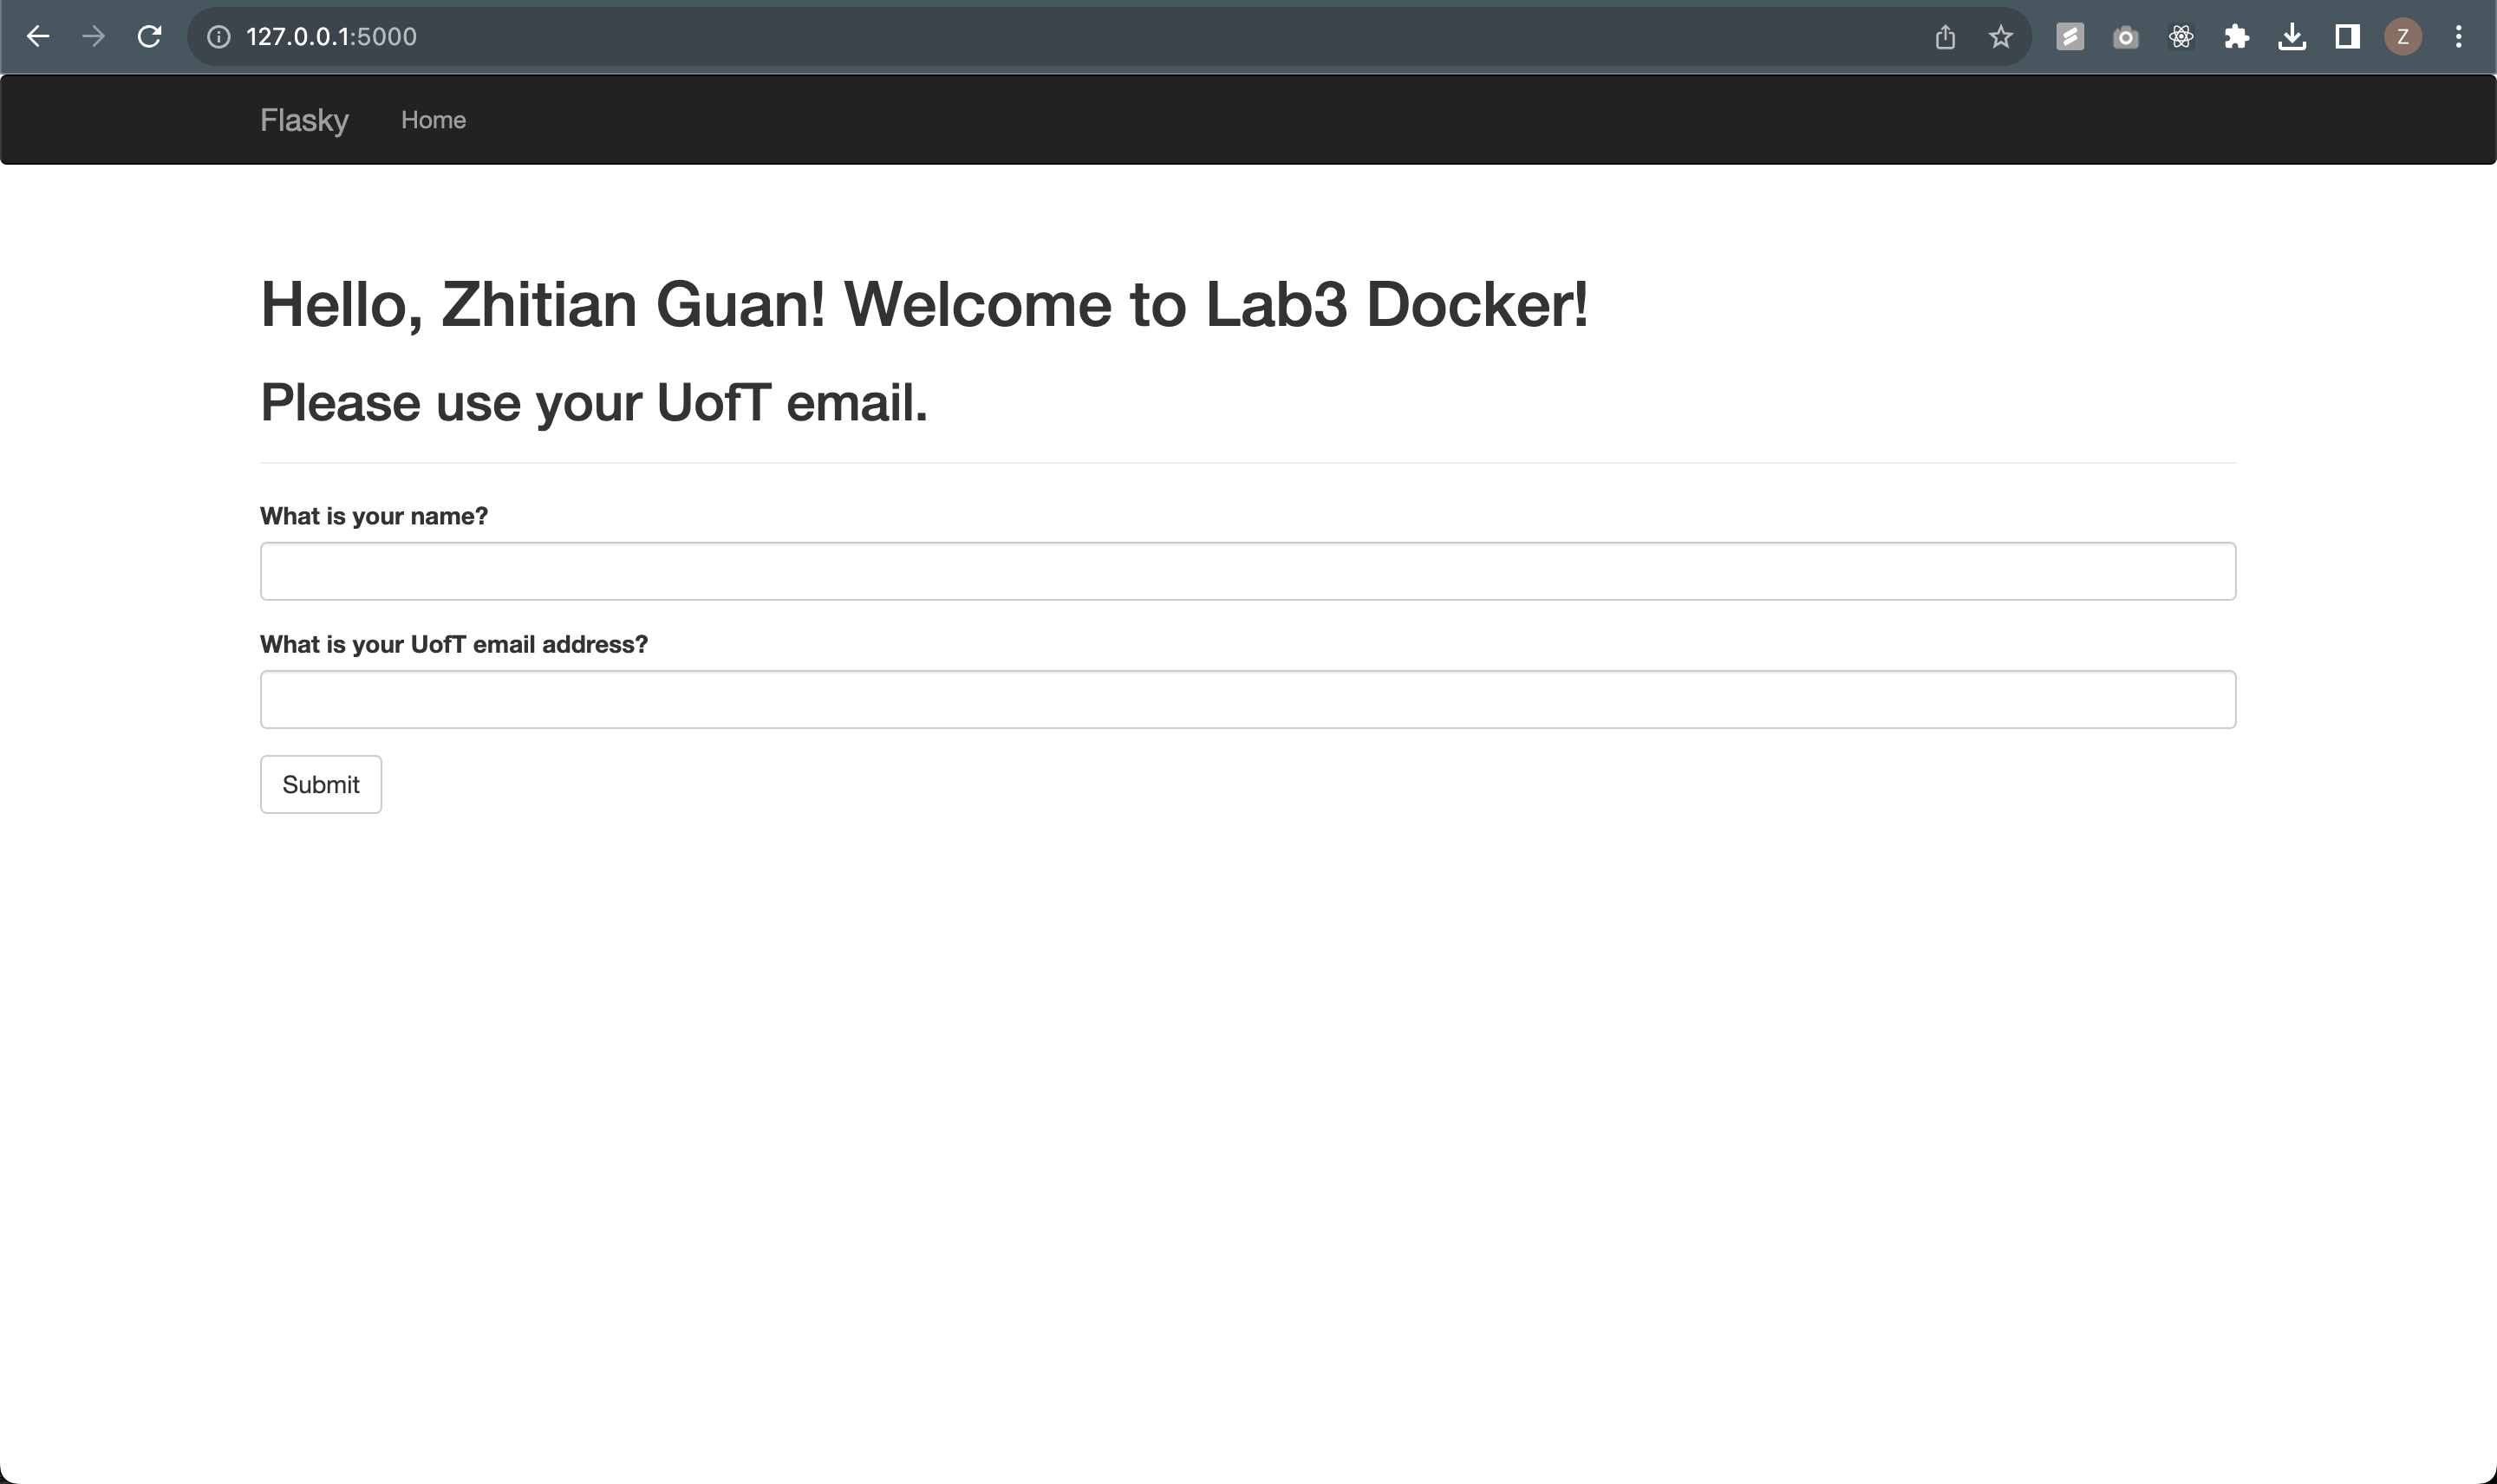 127.0.0.1:5000
Z
Flasky Home
Hello, Zhitian Guan! Welcome to Lab3 Docker!
Please use your UofT email.
What is your name?
What is your UofT email address?
Submit